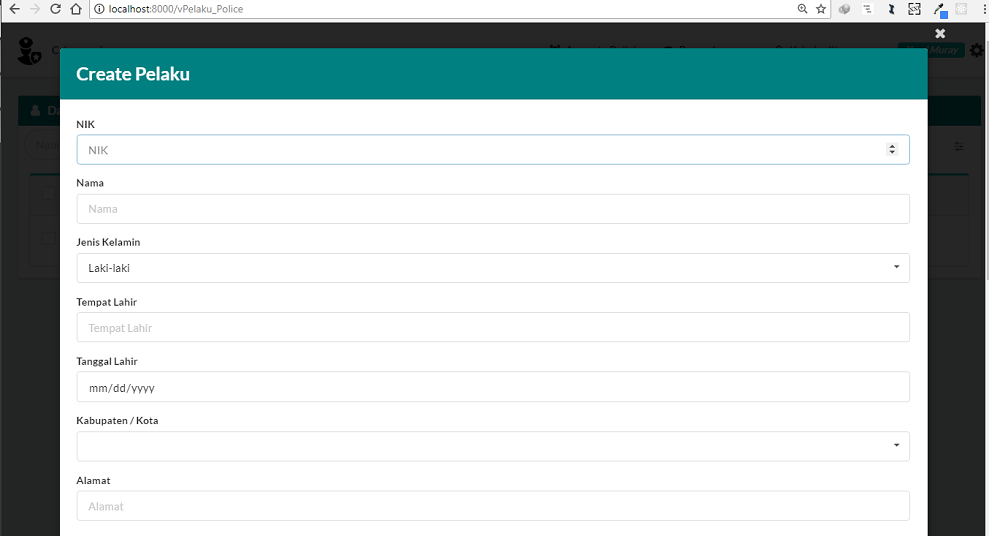 localhost:8000/vPelaku_Police
Muray
Create Pelaku
NIK
NIK
Nama
Nama
Jenis Kelamin
Laki-laki
Tempat Lahir
Tempat Lahir
Tanggal Lahir
mm/dd/yyyy
Kabupaten / Kota
Alamat
Alamat